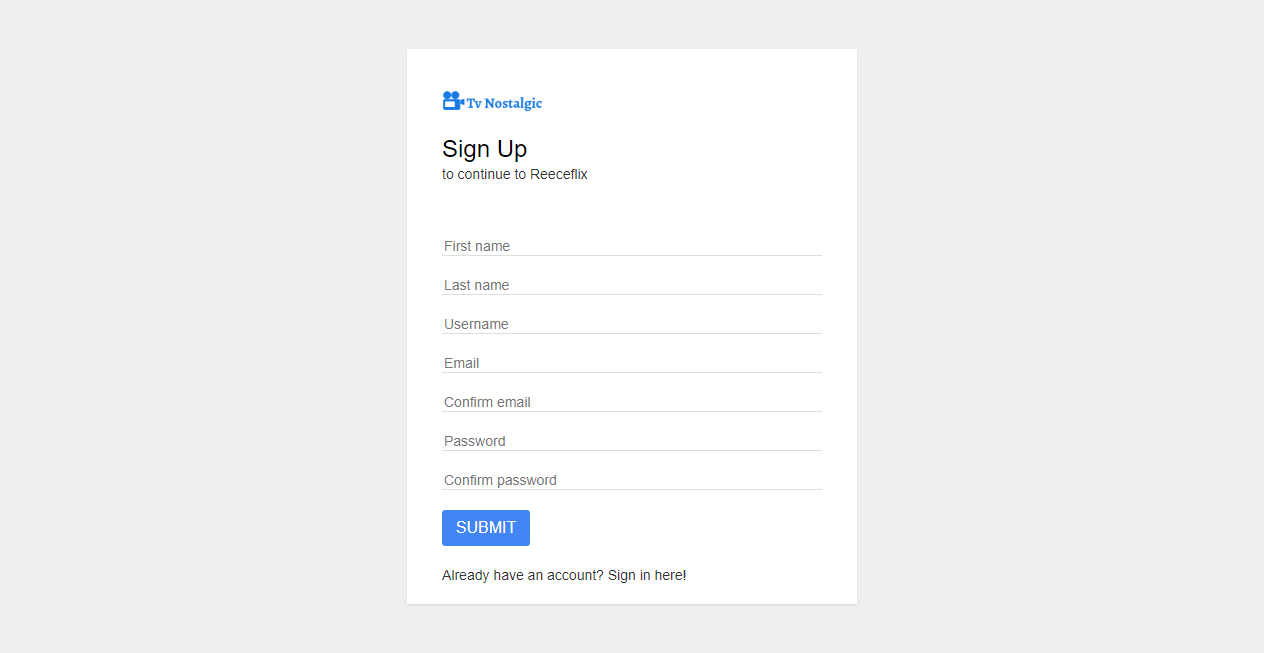 Tv Nostalgic
Sign Up
to continue to Reeceflix
First name
Last name
Username
Email
Confirm email
Password
Confirm password
SUBMIT
Already have an account? Sign in here!